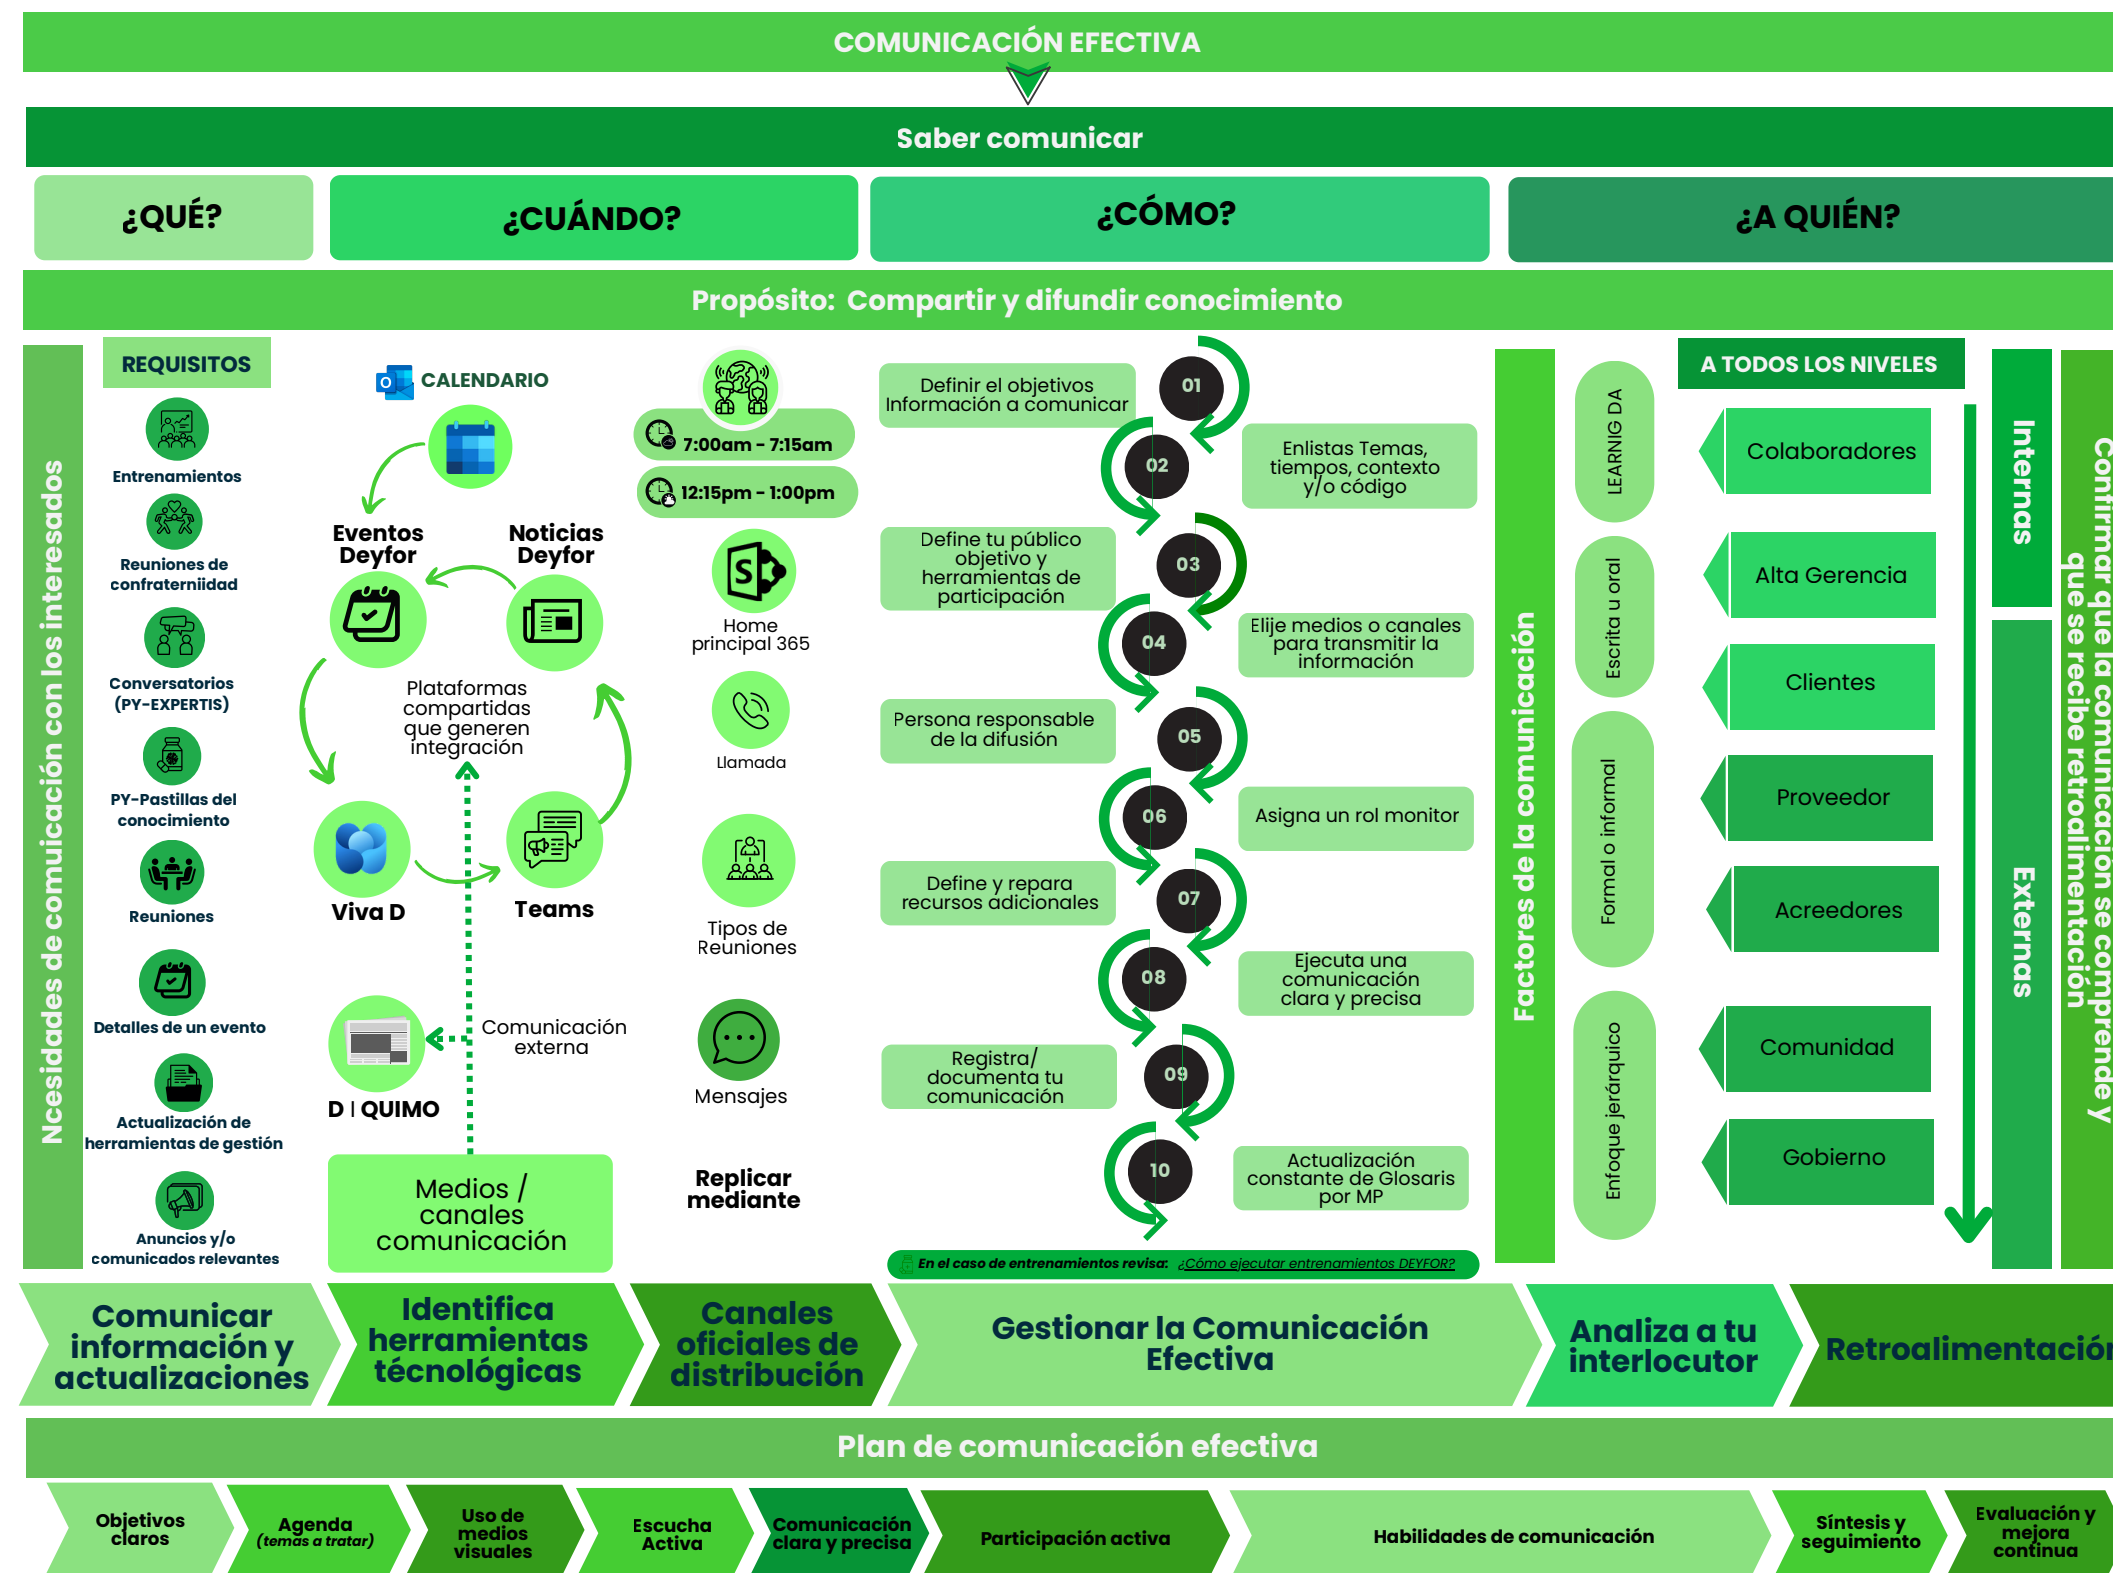 COMUNICACIÓN EFECTIVA
Saber comunicar
¿QUÉ?
¿CUÁNDO?
¿CÓMO?
¿A QUIÉN?
Propósito: Compartir y difundir conocimiento
Ncesidades de comuicación con los interesados
REQUISITOS
Entrenamientos
Reuniones de
confraterniidad
Conversatorios
(PY-EXPERTIS)
PY-Pastillas del
conocimiento
Reuniones
Detalles de un evento
Actualización de
herramientas de gestión
Anuncios y/o
comunicados relevantes
CALENDARIO
Eventos
Deyfor
Noticias
Deyfor
Plataformas
compartidas
que generen
integración
Viva D
Teams
Comunicación
externa
D | QUIMO
Medios /
canales
comunicación
7:00am - 7:15am
12:15pm - 1:00pm
Home
principal 365
Llamada
Tipos de
Reuniones
Mensajes
Replicar
mediante
Definir el objetivos
Información a comunicar
01
02
Enlistas Temas,
tiempos, contexto
y/o código
Define tu público
objetivo y
herramientas de
participación
03
04
Elije medios o canales
para transmitir la
información
Persona responsable
de la difusión
05
06
Asigna un rol monitor
Define y repara
recursos adicionales
07
08
Ejecuta una
comunicación
clara y precisa
Registra/
documenta tu
comunicación
09
10
Actualización
constante de Glosaris
por MP
En el caso de entrenamientos revisa: ¿Cómo ejecutar entrenamientos DEYFOR?
Factores de la comunicación
LEARNIG DA
Escrita u oral
Formal o informal
Enfoque jerárquico
A TODOS LOS NIVELES
Colaboradores
Alta Gerencia
Clientes
Proveedor
Acreedores
Comunidad
Gobierno
Internas
Externas
Confirmar que la comunicación se comprende y
que se recibe retroalimentación
Comunicar
información y
actualizaciones
Identifica
herramientas
técnológicas
Canales
oficiales de
distribución
Gestionar la Comunicación
Efectiva
Analiza a tu
interlocutor
Retroalimentación
Plan de comunicación efectiva
Objetivos
claros
Agenda
(temas a tratar)
Uso de
medios
visuales
Escucha
Activa
Comunicación
clara y precisa
Participación activa
Habilidades de comunicación
Síntesis y
seguimiento
Evaluación y
mejora
continua